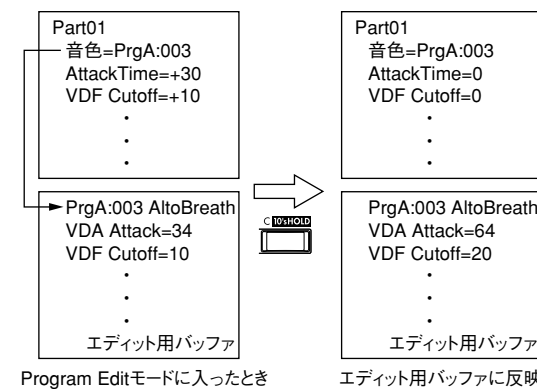 Part01
音色=PrgA:003
AttackTime=+30
VDF Cutoff=+10
PrgA:003 AltoBreath
VDA Attack=34
VDF Cutoff=10
エディット用バッファ
Program Editモードに入ったとき
C 10'sHOLD
Part01
音色=PrgA:003
AttackTime=0
VDF Cutoff=0
PrgA:003 AltoBreath
VDA Attack=64
VDF Cutoff=20
エディット用バッファ
エディット用バッファに反映